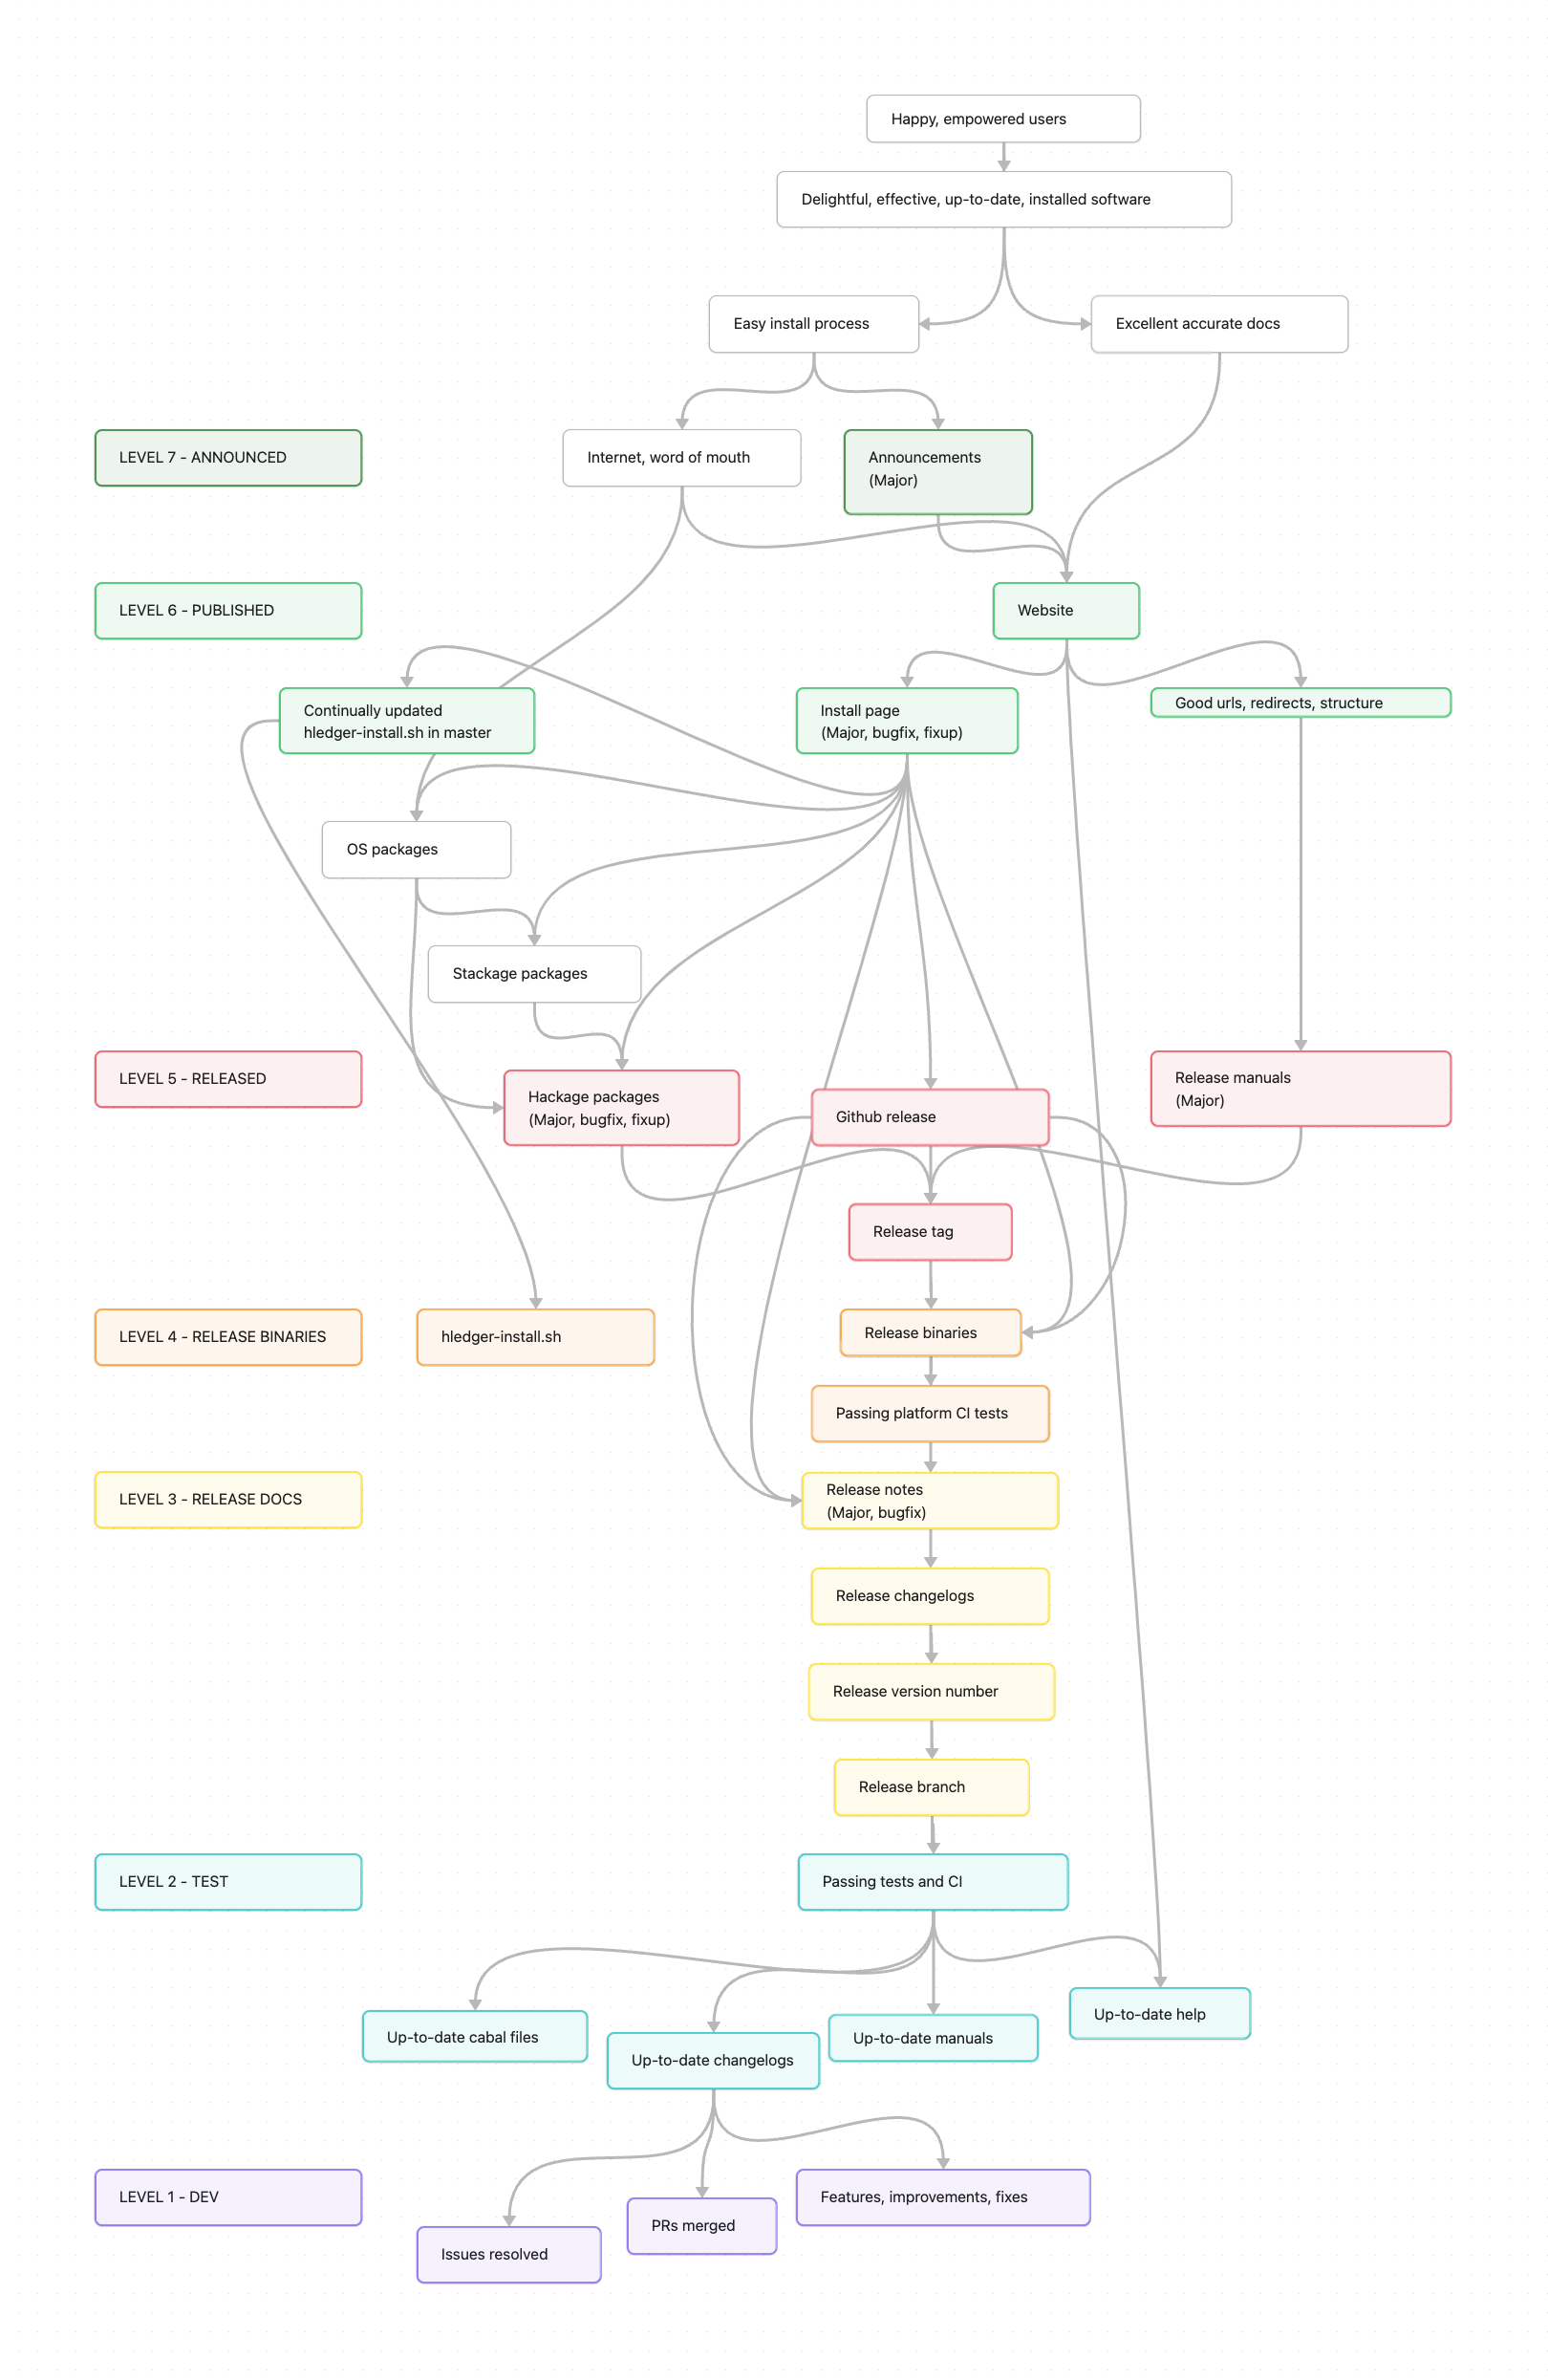 Happy, empowered users
Delightful, effective, up-to-date, installed software
Easy install process
Excellent accurate docs
LEVEL 7 - ANNOUNCED
Internet, word of mouth
Announcements
(Major)
LEVEL 6 - PUBLISHED
Website
Continually updated
hledger-install.sh in master
Install page
(Major, bugfix, fixup)
Good urls, redirects, structure
OS packages
Stackage packages
LEVEL 5 - RELEASED
Hackage packages
(Major, bugfix, fixup)
Github release
Release manuals
(Major)
Release tag
LEVEL 4 - RELEASE BINARIES
hledger-install.sh
Release binaries
Passing platform CI tests
LEVEL 3 - RELEASE DOCS
Release notes
(Major, bugfix)
Release changelogs
Release version number
Release branch
LEVEL 2 - TEST
Passing tests and CI
Up-to-date cabal files
Up-to-date changelogs
Up-to-date manuals
Up-to-date help
LEVEL 1 - DEV
Issues resolved
PRs merged
Features, improvements, fixes